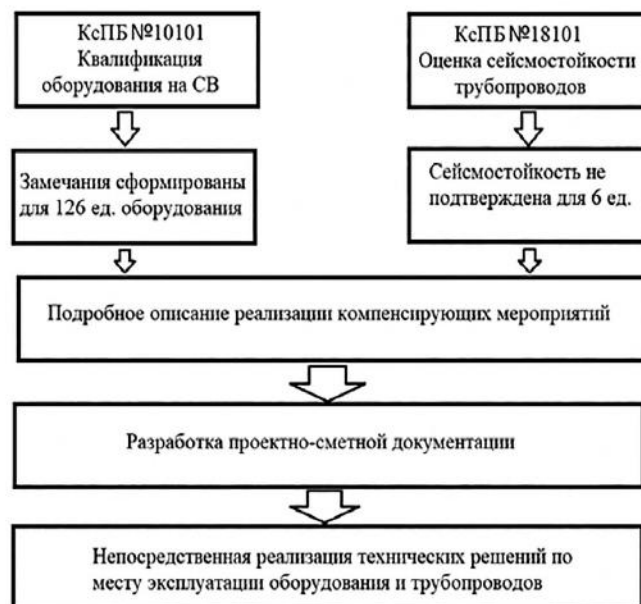 КсПБ№10101
Квалификация
оборудования на СВ
КсПБ№18101
Оценка сейсмостойкости
трубопроводов
Замечания сформированы
для 126 ед. оборудования
Сейсмостойкость не
подтверждена для 6 ед.
Подробное описание реализации компенсирующих мероприятий
Разработка проектно-сметной документации
Непосредственная реализация технических решений по
месту эксплуатации оборудования и трубопроводов